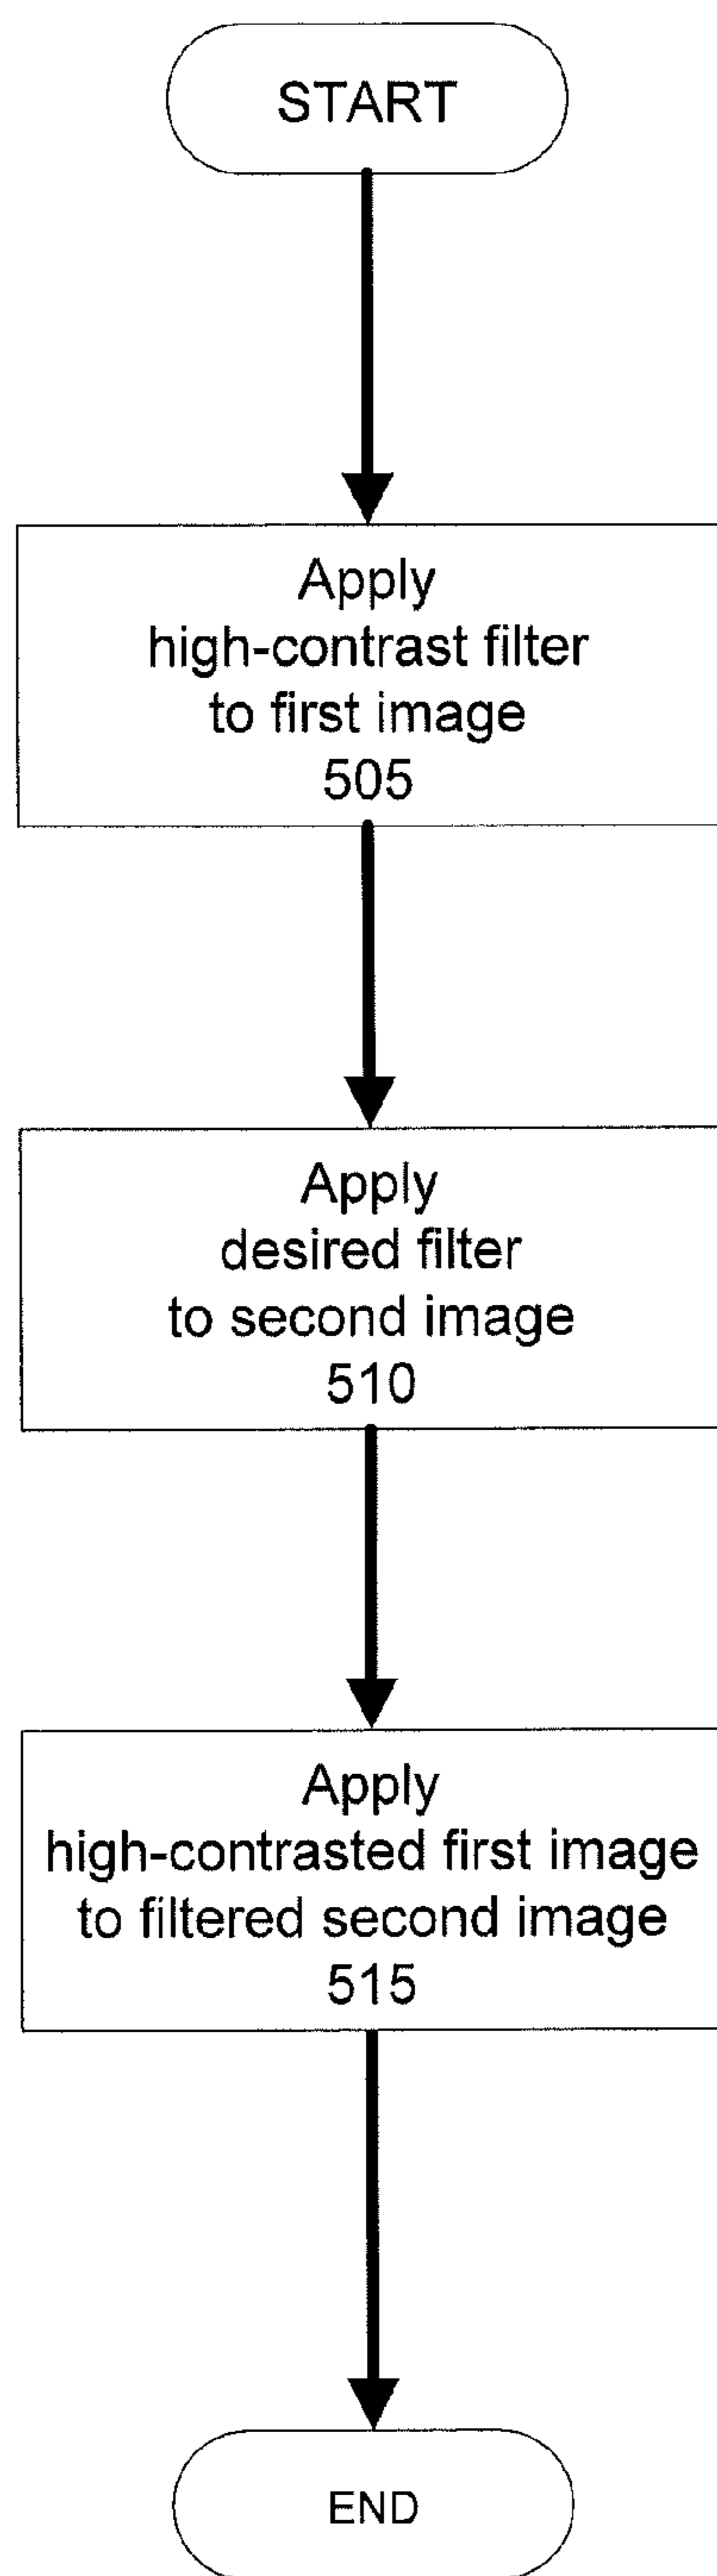 START
Apply
high-contrast filter
to first image
505
Apply
desired filter
to second image
510
Apply
high-contrasted first image
to filtered second image
515
END